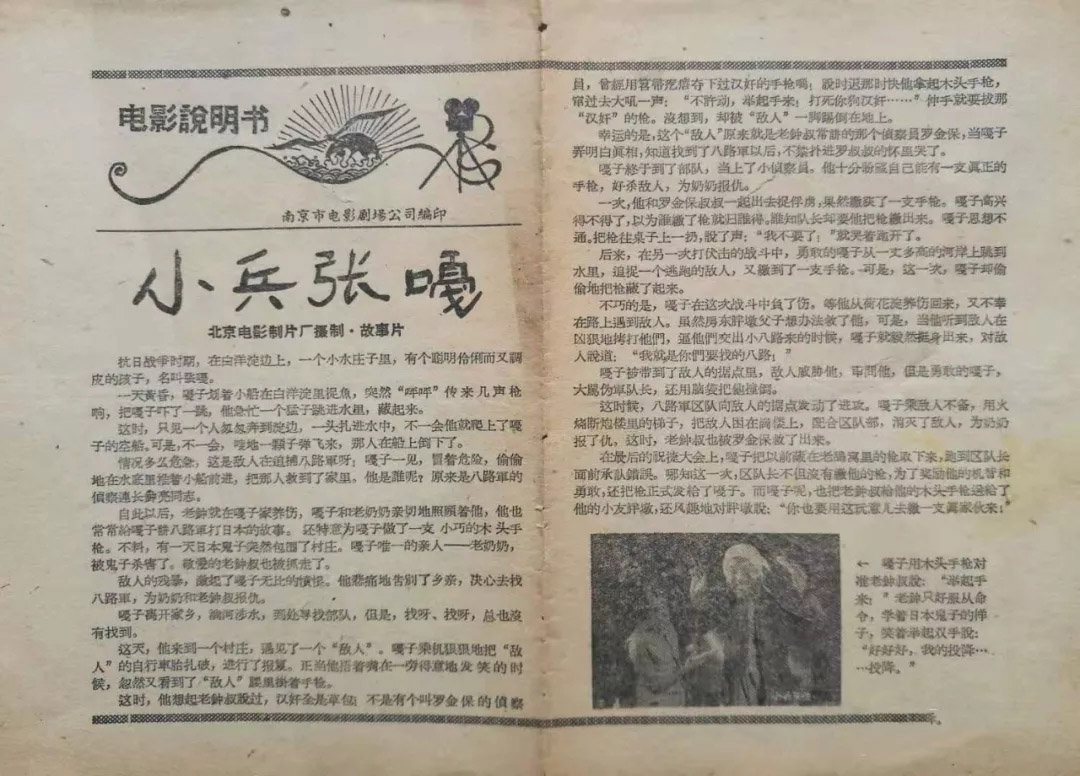 电影說明书
南京市电影剧場公司編印
小兵张嘎
北京电影制片厂攝制·故事片
抗日战争时期，在白洋淀边上，一个小水庄子里，有个聪明伶俐而又調
皮的孩子，名叫张嘎。
一天黄昏，嘎子划着小船在白洋淀里捉魚，突然“呯呯”传来几声枪
响，把嘎子吓了一跳，他急忙一个猛子跳进水里，藏起来。
这时，只见一个人匆匆奔到淀边，一头扎进水中，不一会他就爬上了嘎
子的空船。可是，不一会，哇地一顆子弹飞来，那人在船上倒下了。
情况多么危急，这是敌人在追捕八路軍呀；嘎子一见，冒着危险，偷偷
地在水底里推着小船前进，把那人救到了家里。他是誰呢？原来是八路軍的
侦察連长鈡亮同志。
自此以后，老鈡就在嘎子家养伤，嘎子和老奶奶亲切地照顾着他，他也
常常給嘎子講八路軍打日本的故事。还特意为嘎子做了一支小巧的木头手
枪。不料，有一天日本鬼子突然包围了村庄。嘎子唯一的亲人——老奶奶，
被鬼子杀害了。敬爱的老鈡叔也被抓走了。
敌人的残暴，激起了嘎子无比的愤恨。他悲痛地告別了乡亲，决心去找
八路軍，为奶奶和老鈡叔报仇。
嘎子离开家乡，淌河涉水，到处寻找部队，但是，找呀、找呀，总也沒
有找到。
这天，他来到一个村庄，遇见了一个“敌人”。嘎子乘机狠狠地把“敌
人”的自行車胎扎破，进行了报复。正当他捂着嘴在一旁得意地发笑的时
候，忽然又看到了“敌人”腰里掛着手枪。
这时，他想起老鈡叔說过，汉奸全是草包，不是有个叫罗金保的侦察
員，曾經用笤帚疙瘩夺下过汉奸的手枪嗎；說时迟那时快他拿起木头手枪，
窜过去大吼一声：“不許动，举起手来；打死你狗汉奸……”伸手就要拔那
“汉奸”的枪。沒想到，却被“敌人”一脚踢倒在地上。
幸运的是，这个“敌人”原来就是老鈡叔常講的那个侦察員罗金保，当嘎子
弄明白眞相，知道找到了八路軍以后，不禁扑进罗叔叔的怀里哭了。
嘎子終于到了部队，当上了小侦察員。他十分盼望自己能有一支眞正的
手枪，好杀敌人，为奶奶报仇。
一次，他和罗金保叔叔一起出去捉俘虏，果然繳获了一支手枪。嘎子高兴
得不得了，以为誰繳了枪就归誰得。誰知队长却要他把枪繳出来。嘎子思想不
通。把枪往桌子上一扔，說了声：“我不要了；”就哭着跑开了。
后来，在另一次打伏击的战斗中，勇敢的嘎子从一丈多高的河岸上跳到
水里，追捉一个逃跑的敌人，又繳到了一支手枪。可是，这一次，嘎子却偷
偷地把枪藏了起来。
不巧的是，嘎子在这次战斗中負了伤。等他从荷花淀养伤回来，又不幸
在路上遇到敌人。虽然房东胖墩父子想办法救了他，可是，当他听到敌人在
凶狠地拷打他們，逼他們交出小八路来的时候，嘎子就毅然挺身出来，对敌
人說道：“我就是你們要找的八路；”
嘎子被带到了敌人的据点里，敌人威胁他，审問他，但是勇敢的嘎子，
大罵伪軍队长，还用脑袋把他撞倒。
这时候，八路軍区队向敌人的据点发动了进攻。嘎子乘敌人不备，用火
烧断炮楼里的梯子，把敌人困在崗楼上，配合区队部，消灭了敌人，为奶奶
报了仇，这时，老鈡叔也被罗金保救了出来。
在最后的祝捷大会上，嘎子把以前藏在老鴰窩里的枪取下来，跑到区队长
面前承认錯誤。哪知这一次，区队长不但沒有繳他的枪，为了奖励他的机智和
勇敢，还把枪正式发給了嘎子。而嘎子呢，也把老鈡叔給他的木头手枪送給了
他的小友胖墩，还风趣地对胖墩說：“你也要用这玩意儿去繳一支眞家伙来！”
← 嘎子用木头手枪对
准老鈡叔說：“举起手
来；”老鈡只好服从命
令，学着日本鬼子的样
子，笑着举起双手說：
“好好好，我的投降…
…投降。”
小兵张嘎